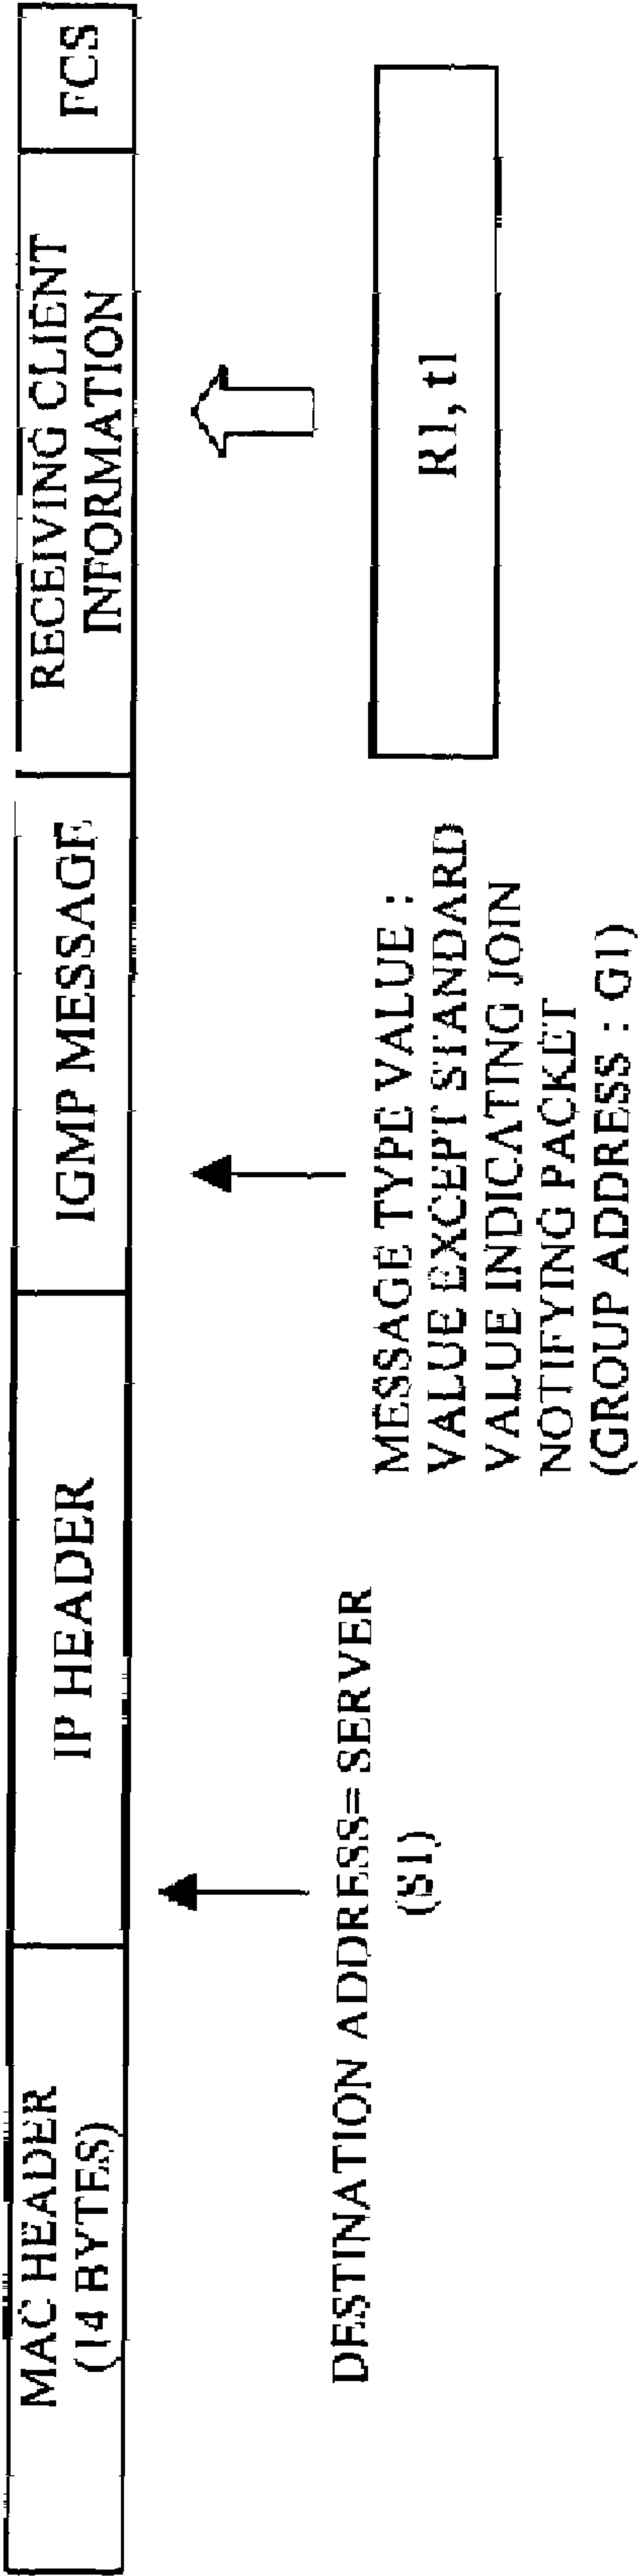 MAC HEADER
(14 BYTES)
IP HEADER
IGMP MESSAGE
RECEIVING CLIENT
INFORMATION
FCS
DESTINATION ADDRESS= SERVER
(S1)
MESSAGE TYPE VALUE :
VALUE EXCEPT STANDARD
VALUE INDICATING JOIN
NOTIFYING PACKET
(GROUP ADDRESS : G1)
R1, t1